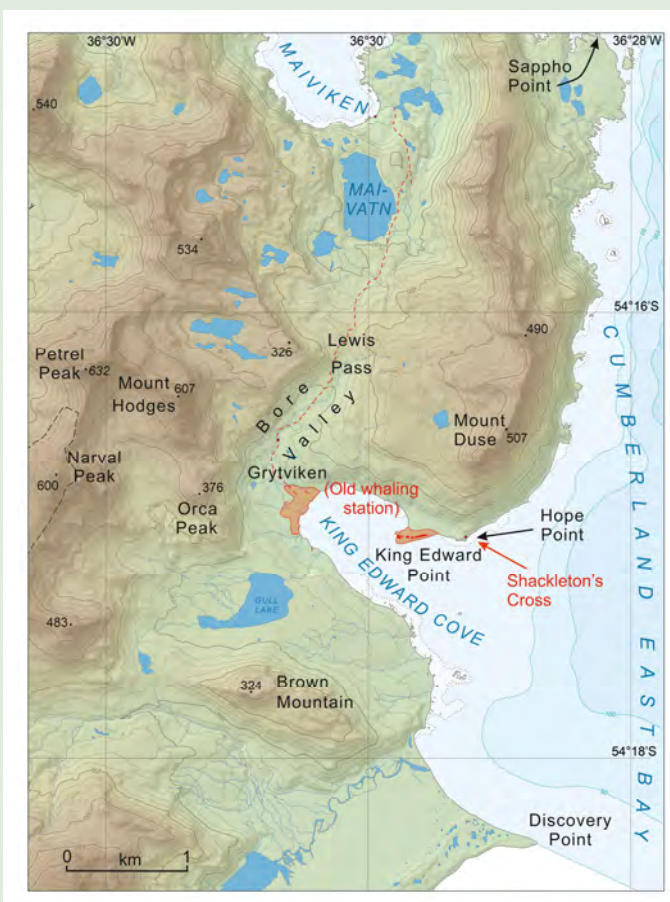 36°30'W
36°30'
36°28'W
Sappho
Point
MAIVIKEN
540
MAI-
VATN
534
54°16'S
490
Lewis
Pass
326
Petrel
Peak
632
Mount
Hodges
607
Bore
Valley
Mount
Duse
507
CUMBERLAND EAST BAY
Narval
Peak
600
Grytviken
376
Orca
Peak
(Old whaling
station)
Hope
Point
King Edward
Point
KING EDWARD COVE
Shackleton's
Cross
GULL
LAKE
483
324
Brown
Mountain
54°18'S
Discovery
Point
0 km 1